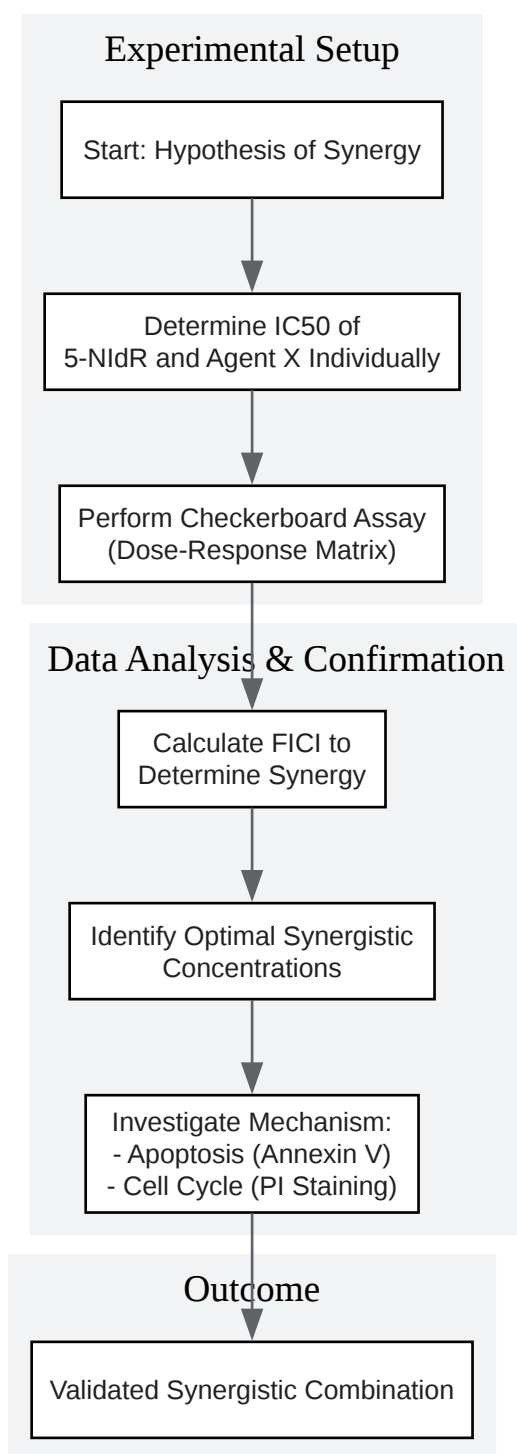 Experimental Setup
Start: Hypothesis of Synergy
Determine IC50 of
5-NIdR and Agent X Individually
Perform Checkerboard Assay
(Dose-Response Matrix)
Data Analysis & Confirmation
Calculate FICI to
Determine Synergy
Identify Optimal Synergistic
Concentrations
Investigate Mechanism:
- Apoptosis (Annexin V)
- Cell Cycle (PI Staining)
Outcome
Validated Synergistic Combination